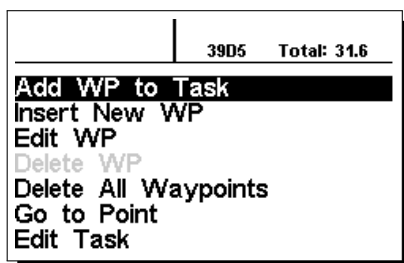 39D5 Total: 31.6
Add WP to Task
Insert New WP
Edit WP
Delete WP
Delete All Waypoints
Go to Point
Edit Task